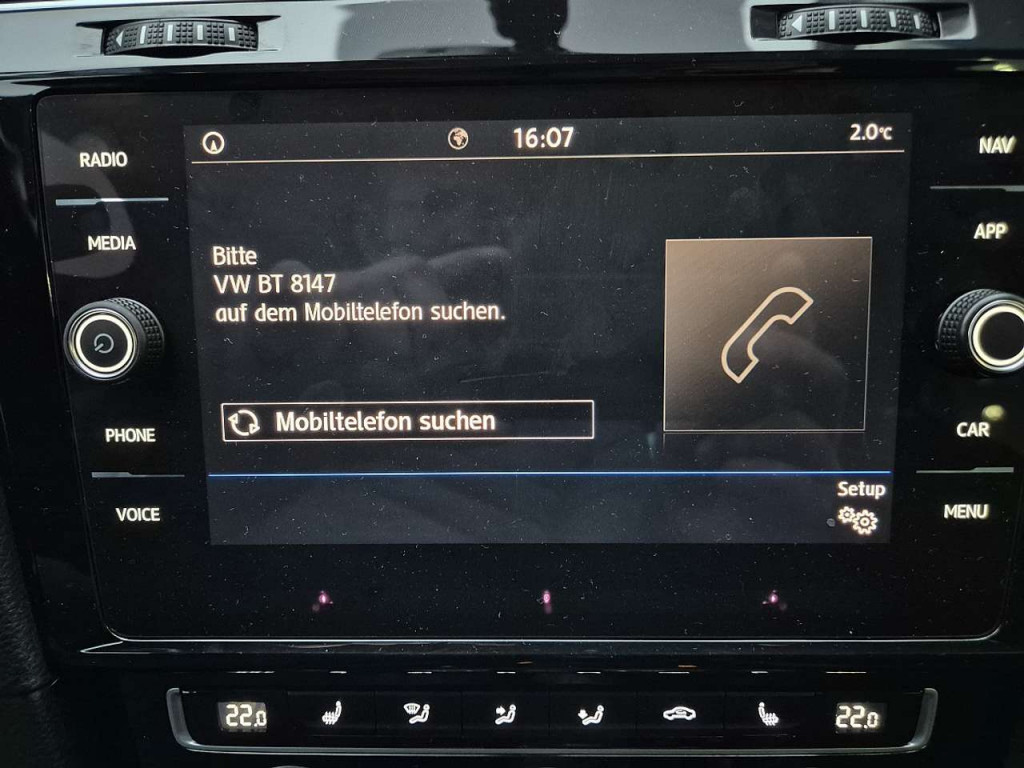 16:07
2.0°C
RADIO
NAV
MEDIA
APP
Bitte
VW BT 8147
auf dem Mobiltelefon suchen.
Mobiltelefon suchen
PHONE
CAR
Setup
VOICE
MENU
22.0
22.0